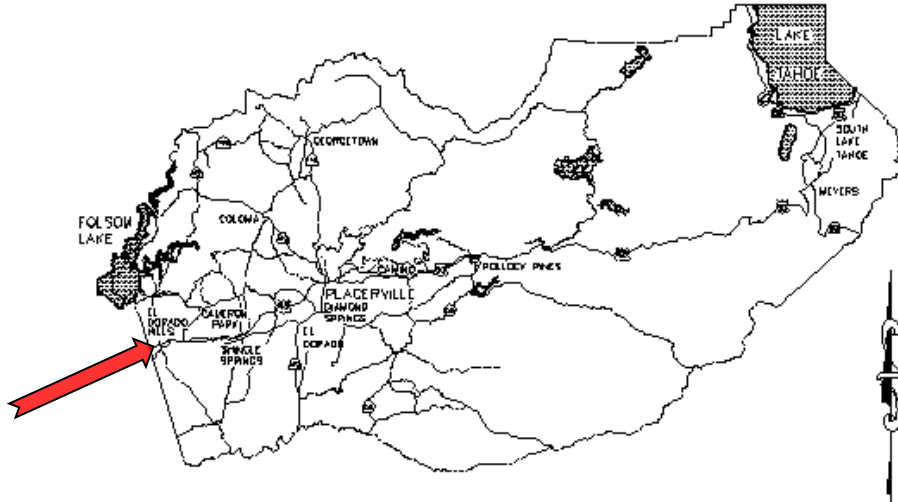 LAKE
TAHOE
SOUTH
LAKE
TAHOE
MEYERS
GEORGETOWN
COLOMA
FOLSOM
LAKE
CAMINO
POLLOCK PINES
PLACERVILLE
DIAMOND
SPRINGS
EL
DORADO
HILLS
CAMERON
PARK
SHINGLE
SPRINGS
EL
DORADO